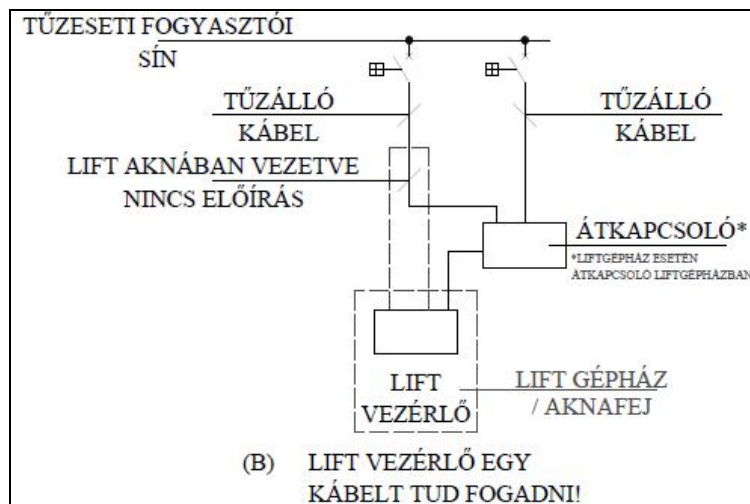 TŰZESETI FOGYASZTÓI
SÍN
TŰZÁLLÓ
KÁBEL
TŰZÁLLÓ
KÁBEL
LIFT AKNÁBAN VEZETVE
NINCS ELŐÍRÁS
ÁTKAPCSOLÓ*
*LIFTGÉPHÁZ ESETÉN
ÁTKAPCSOLÓ LIFTGÉPHÁZBAN
LIFT
VEZÉRLŐ
LIFT GÉPHÁZ
/ AKNAFEJ
(B) LIFT VEZÉRLŐ EGY
KÁBELT TUD FOGADNI!